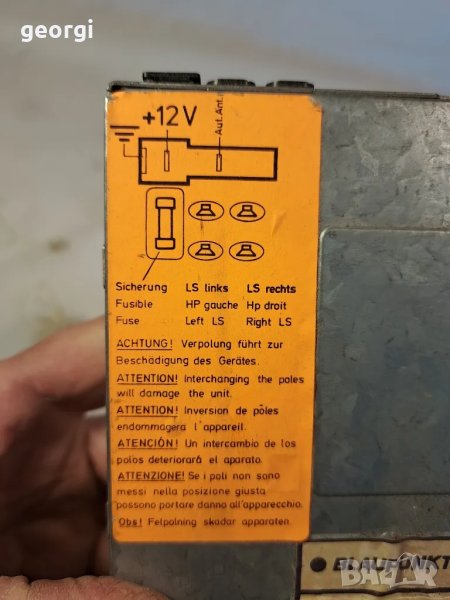 georgi
+12V
Aut. Ant.
Sicherung LS links LS rechts
Fusible HP gauche Hp droit
Fuse Left LS Right LS
ACHTUNG! Verpolung führt zur
Beschädigung des Gerätes.
ATTENTION! Interchanging the poles
will damage the unit.
ATTENTION! Inversion de pôles
endommagera l'appareil.
ATENCIÓN! Un intercambio de los
polos deteriorará el aparato.
ATTENZIONE! Se i poli non sono
messi nella posizione giusta
possono portare danno all'apparecchio.
Obs! Felpolning skadar apparaten.
BLAUPUNKT
BAZAR